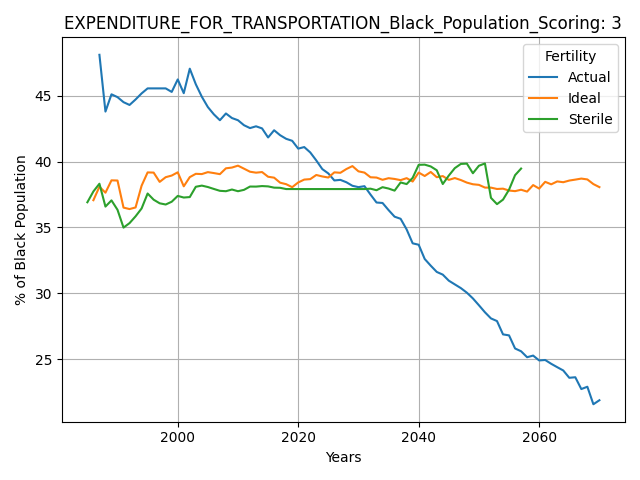 EXPENDITURE_FOR_TRANSPORTATION_Black_Population_Scoring: 3
Fertility
Actual
Ideal
Sterile
% of Black Population
45
40
35
30
25
2000
2020
2040
2060
Years